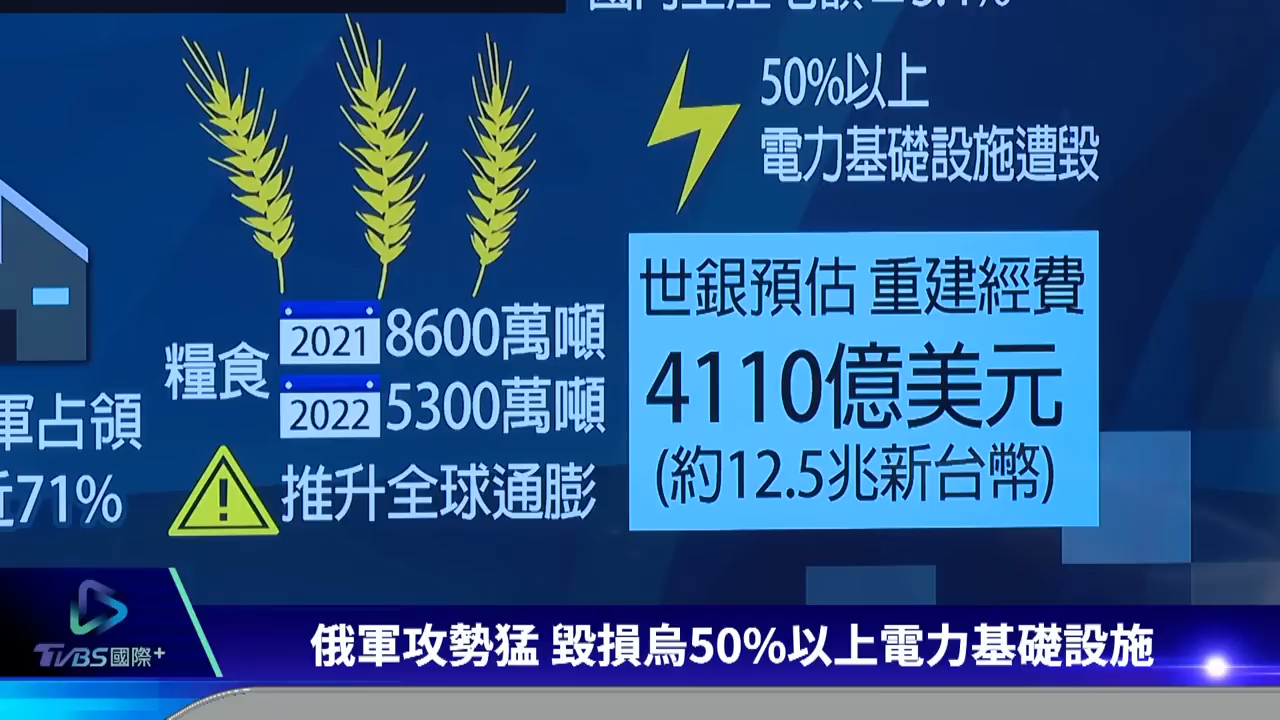 50%以上
電力基礎設施遭毀
世銀預估 重建經費
4110億美元
(約12.5兆新台幣)
糧食
2021 8600萬噸
2022 5300萬噸
推升全球通膨
軍占領
近71%
TVBS國際+
俄軍攻勢猛 毀損烏50%以上電力基礎設施